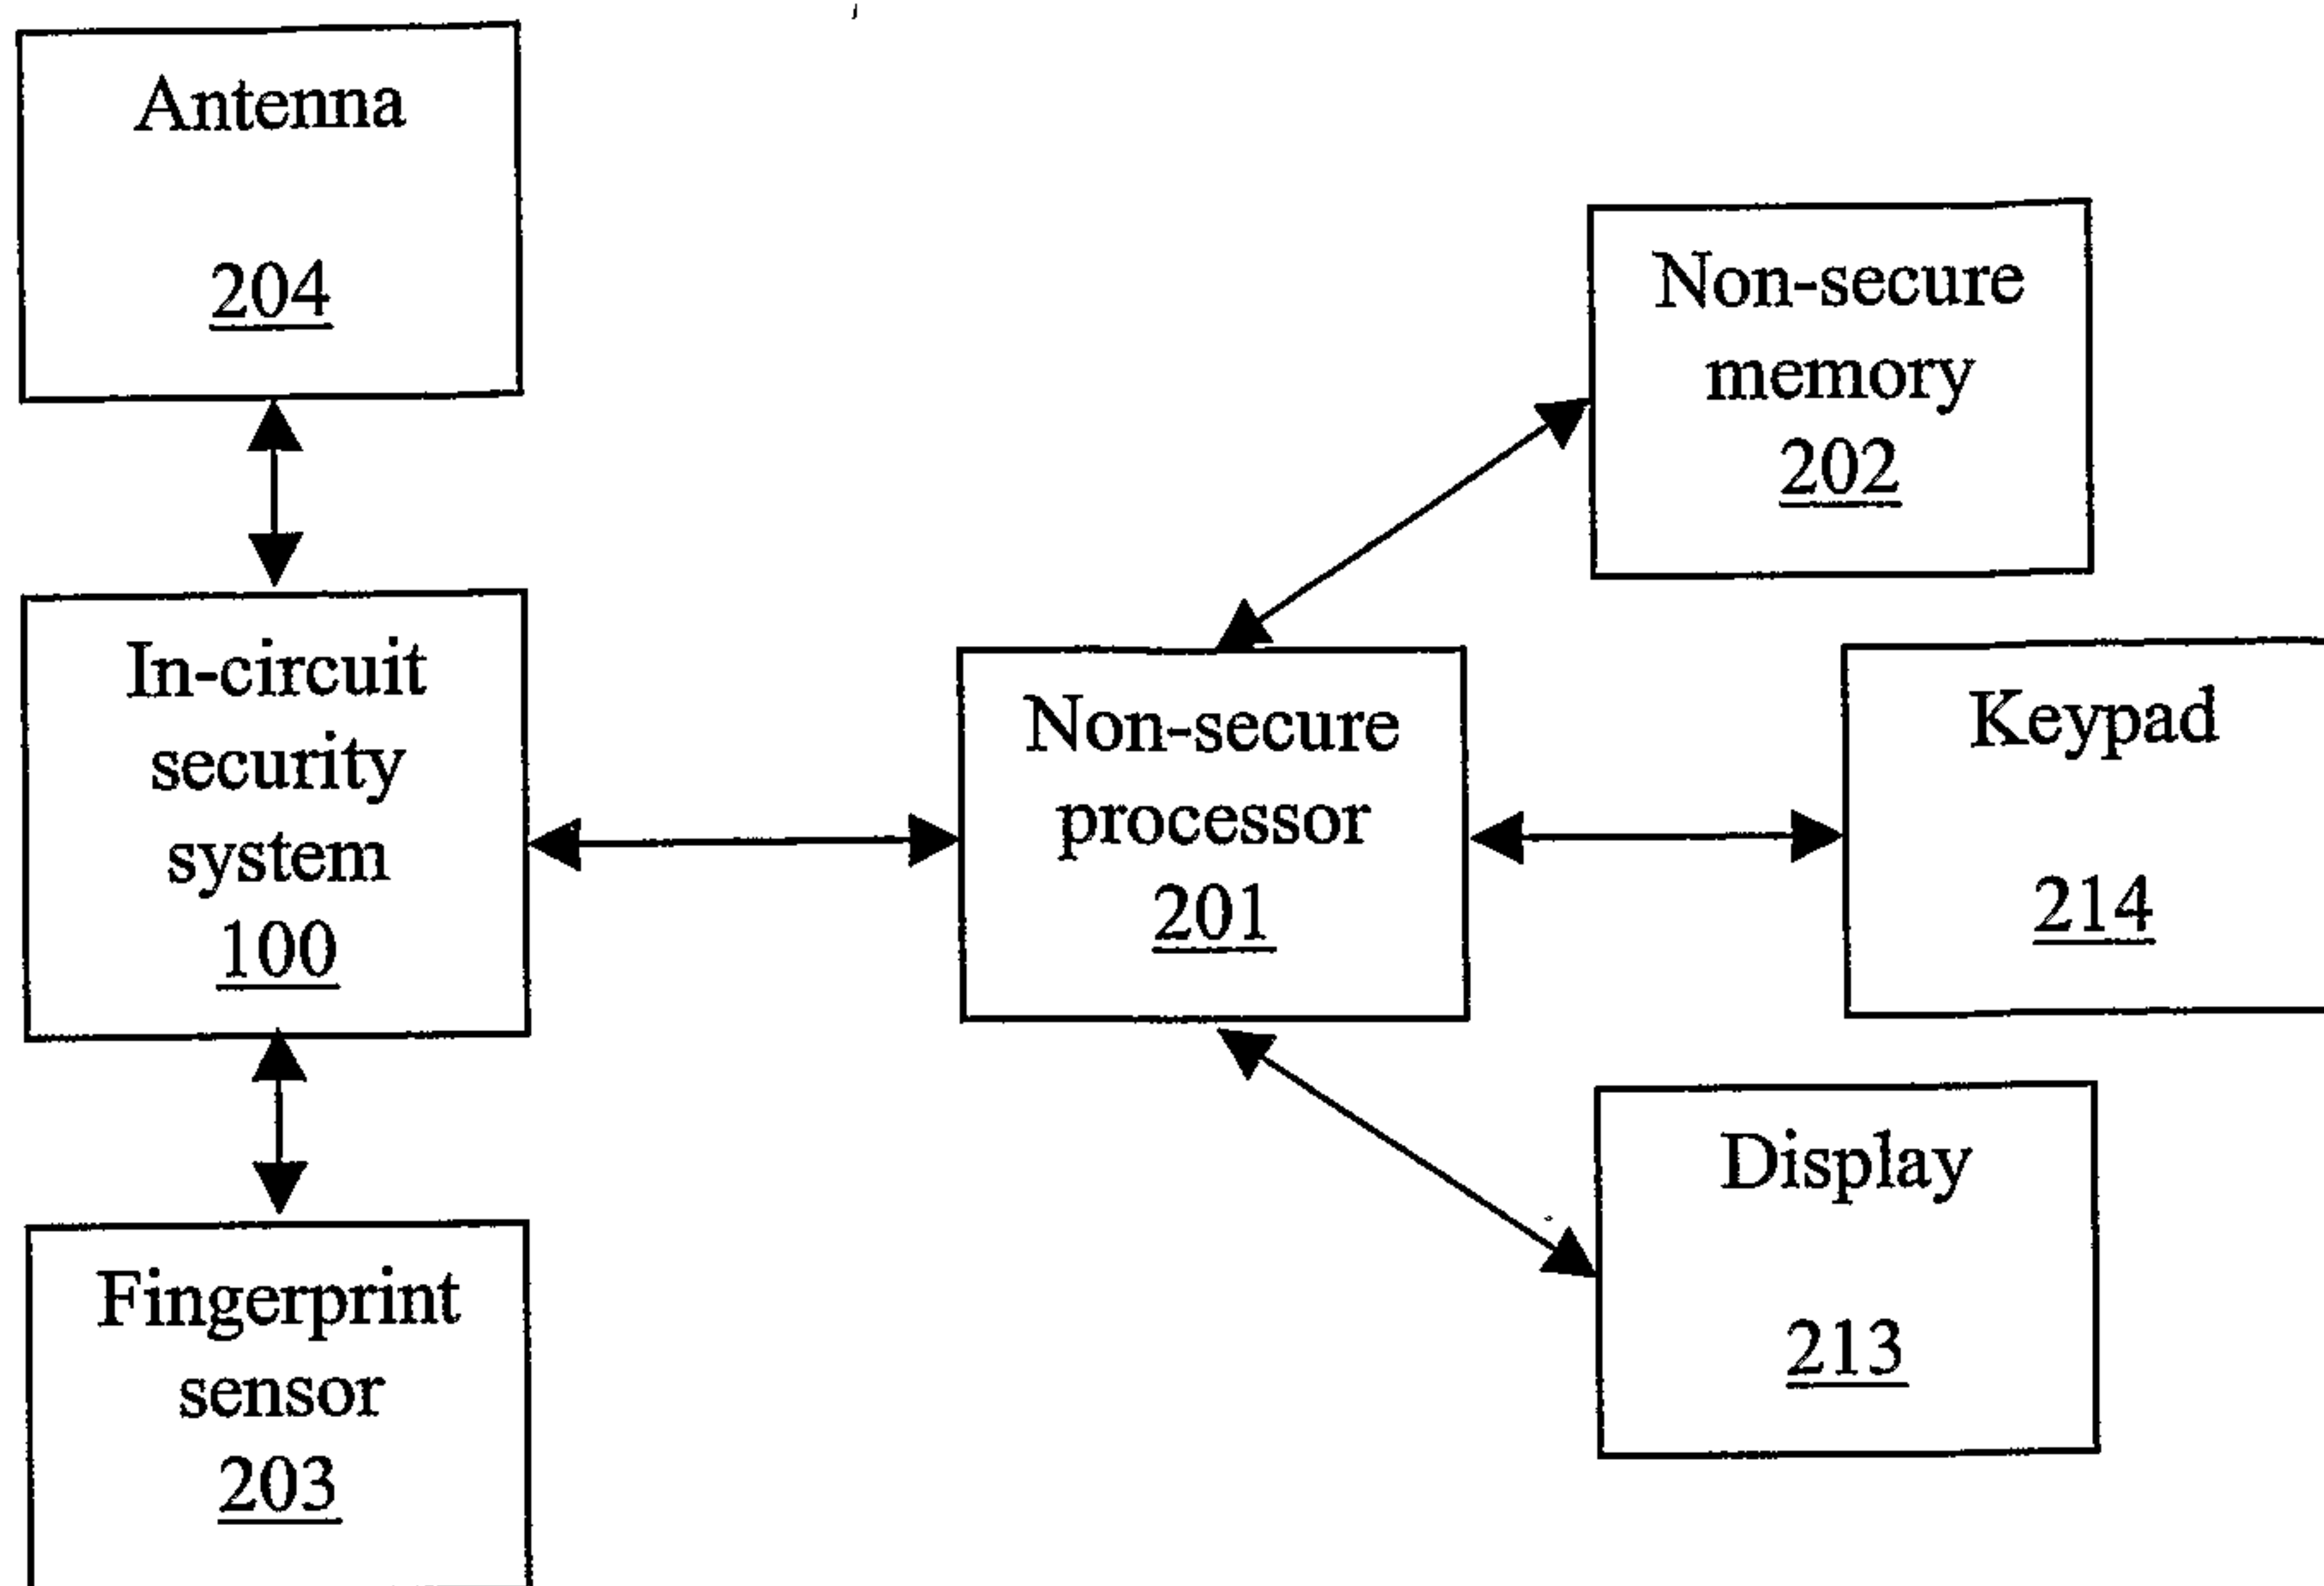 Antenna
204
Non-secure
memory
202
In-circuit
security
system
100
Non-secure
processor
201
Keypad
214
Fingerprint
sensor
203
Display
213